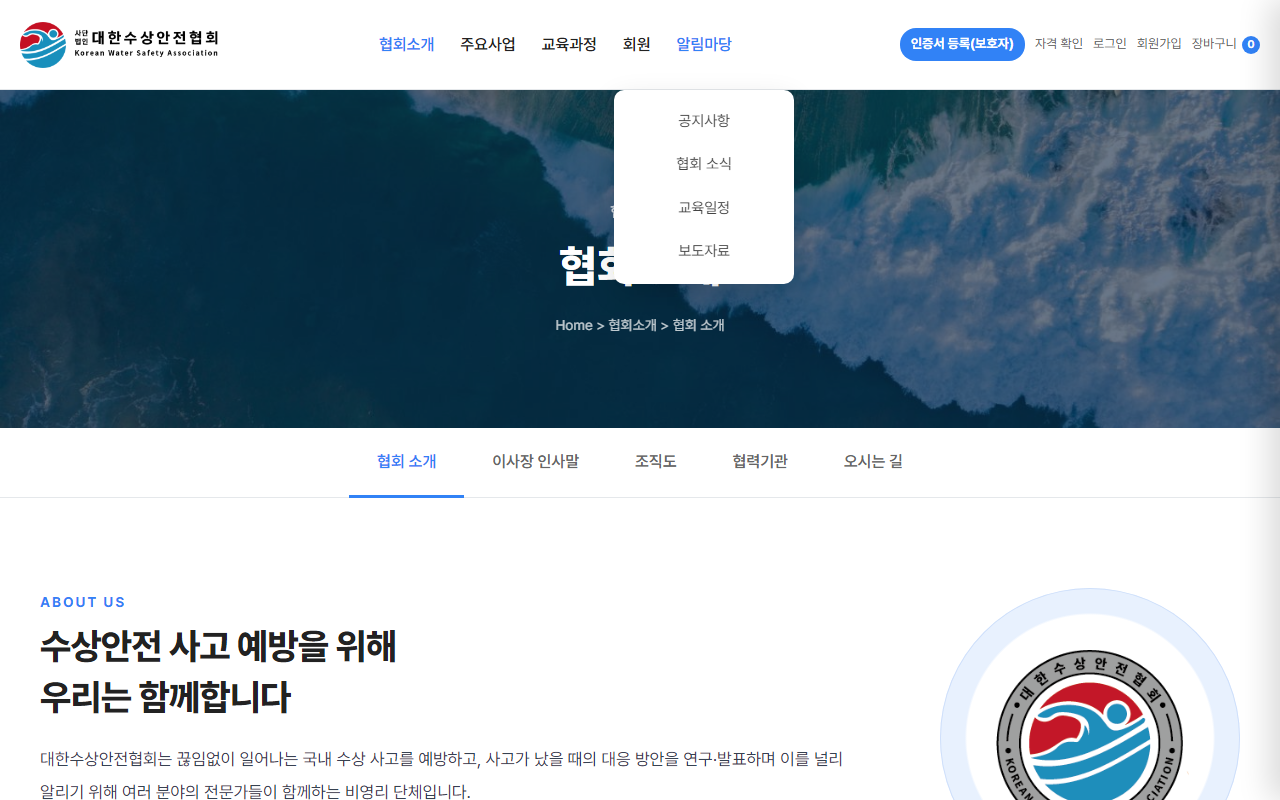 사단법인 대한수상안전협회
Korean Water Safety Association
협회소개 주요사업 교육과정 회원 알림마당
인증서 등록(보호자) 자격 확인 로그인 회원가입 장바구니 0
공지사항
협회 소식
교육일정
보도자료
Home > 협회소개 > 협회 소개
협회 소개 이사장 인사말 조직도 협력기관 오시는 길
ABOUT US
수상안전 사고 예방을 위해
우리는 함께합니다
대한수상안전협회는 끊임없이 일어나는 국내 수상 사고를 예방하고, 사고가 났을 때의 대응 방안을 연구·발표하며 이를 널리
알리기 위해 여러 분야의 전문가들이 함께하는 비영리 단체입니다.
대한수상안전협회